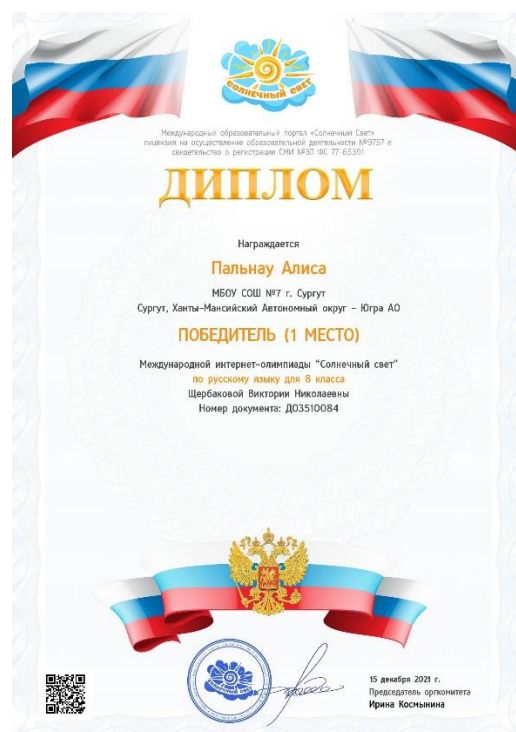 СОЛНЕЧНЫЙ СВЕТ
Международный образовательный портал «Солнечный Свет»
лицензия на осуществление образовательной деятельности №9757-л
свидетельство о регистрации СМИ №ЭЛ ФС 77-65391
ДИПЛОМ
Награждается
Пальнау Алиса
МБОУ СОШ №7 г. Сургут
Сургут, Ханты-Мансийский Автономный округ - Югра АО
ПОБЕДИТЕЛЬ (1 МЕСТО)
Международной интернет-олимпиады "Солнечный свет"
по русскому языку для 8 класса
Щербаковой Виктории Николаевны
Номер документа: ДО3510084
СОЛНЕЧНЫЙ СВЕТ
15 декабря 2021 г.
Председатель оргкомитета
Ирина Космынина